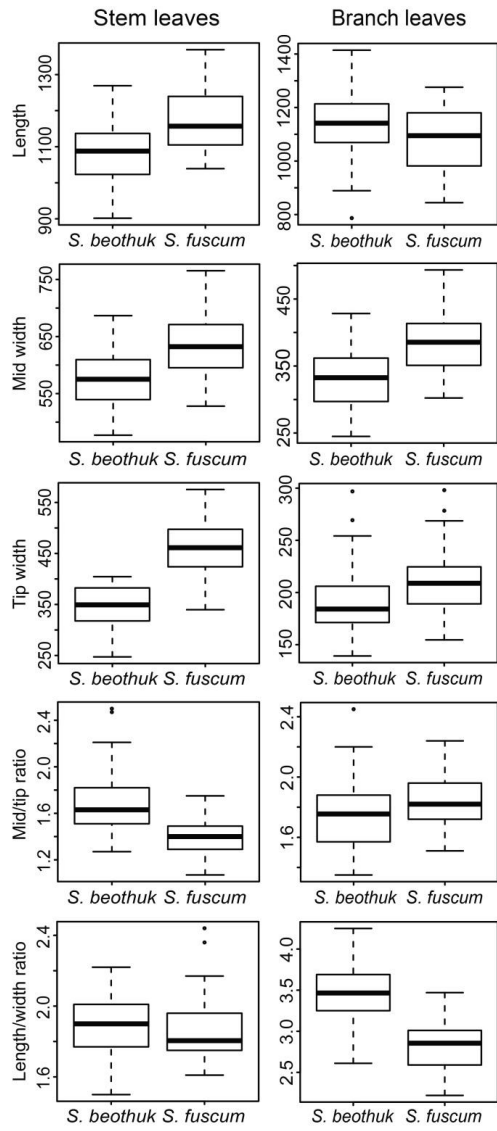 Stem leaves Branch leaves
Length
900 1100 1300
800 1000 1200 1400
S. beothuk S. fuscum S. beothuk S. fuscum
Mid width
550 650 750
250 350 450
S. beothuk S. fuscum S. beothuk S. fuscum
Tip width
250 350 450 550
150 200 250 300
S. beothuk S. fuscum S. beothuk S. fuscum
Mid/tip ratio
1.2 1.6 2.0 2.4
1.6 2.0 2.4
S. beothuk S. fuscum S. beothuk S. fuscum
Length/width ratio
1.6 2.0 2.4
2.5 3.0 3.5 4.0
S. beothuk S. fuscum S. beothuk S. fuscum